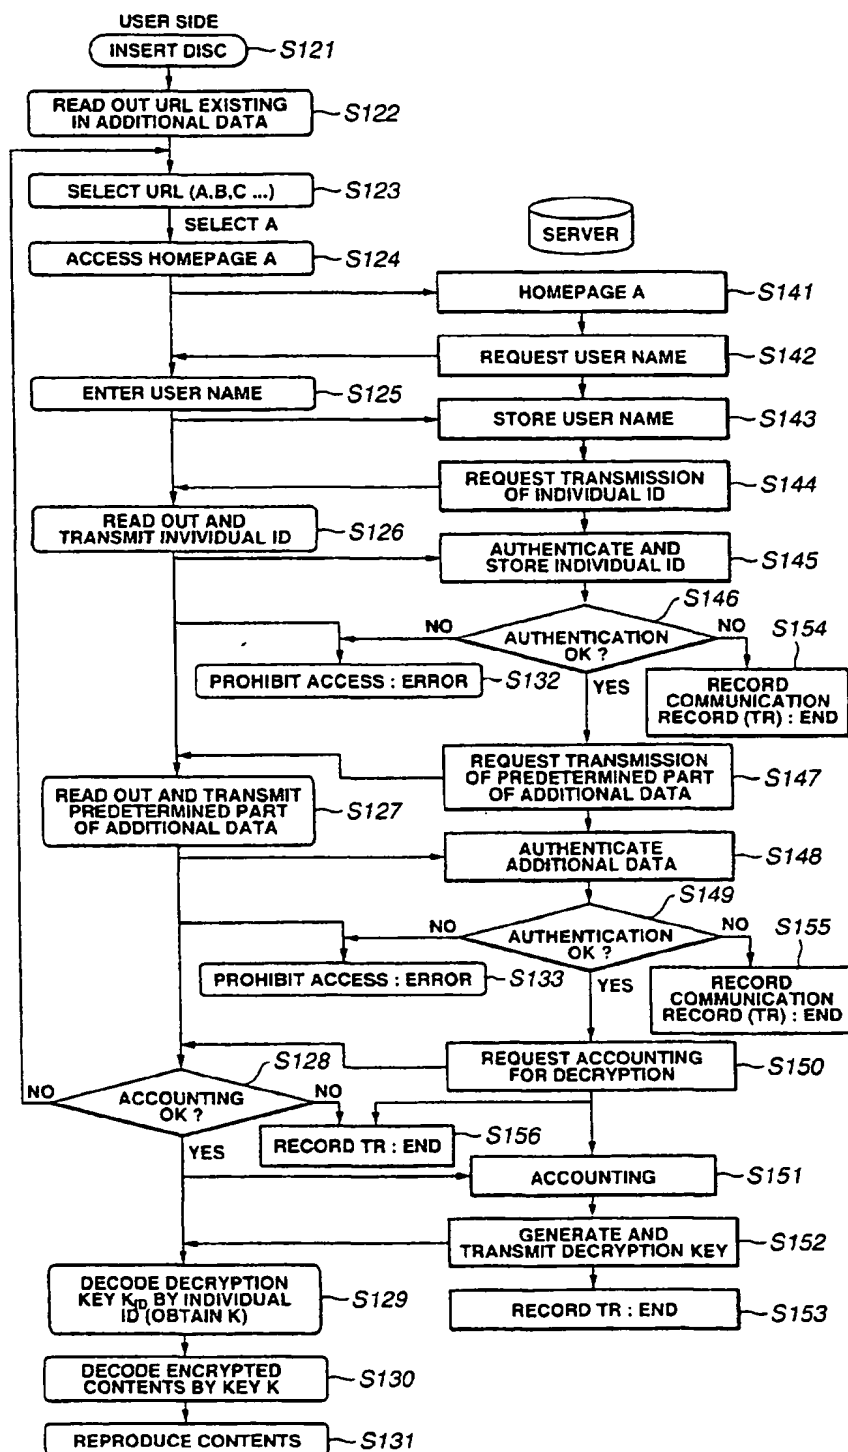 USER SIDE
INSERT DISC
S121
READ OUT URL EXISTING
IN ADDITIONAL DATA
S122
SELECT URL (A,B,C ...)
S123
SELECT A
ACCESS HOMEPAGE A
S124
SERVER
HOMEPAGE A
S141
REQUEST USER NAME
S142
ENTER USER NAME
S125
STORE USER NAME
S143
REQUEST TRANSMISSION
OF INDIVIDUAL ID
S144
READ OUT AND
TRANSMIT INVIVIDUAL ID
S126
AUTHENTICATE AND
STORE INDIVIDUAL ID
S145
S146
NO
AUTHENTICATION
OK ?
NO
S154
PROHIBIT ACCESS : ERROR
S132
YES
RECORD
COMMUNICATION
RECORD (TR) : END
REQUEST TRANSMISSION
OF PREDETERMINED PART
OF ADDITIONAL DATA
S147
READ OUT AND TRANSMIT
PREDETERMINED PART
OF ADDITIONAL DATA
S127
AUTHENTICATE
ADDITIONAL DATA
S148
S149
NO
AUTHENTICATION
OK ?
NO
S155
PROHIBIT ACCESS : ERROR
S133
YES
RECORD
COMMUNICATION
RECORD (TR) : END
REQUEST ACCOUNTING
FOR DECRYPTION
S150
S128
NO
ACCOUNTING
OK ?
NO
YES
RECORD TR : END
S156
ACCOUNTING
S151
GENERATE AND
TRANSMIT DECRYPTION KEY
S152
DECODE DECRYPTION
KEY KID BY INDIVIDUAL
ID (OBTAIN K)
S129
RECORD TR : END
S153
DECODE ENCRYPTED
CONTENTS BY KEY K
S130
REPRODUCE CONTENTS
S131